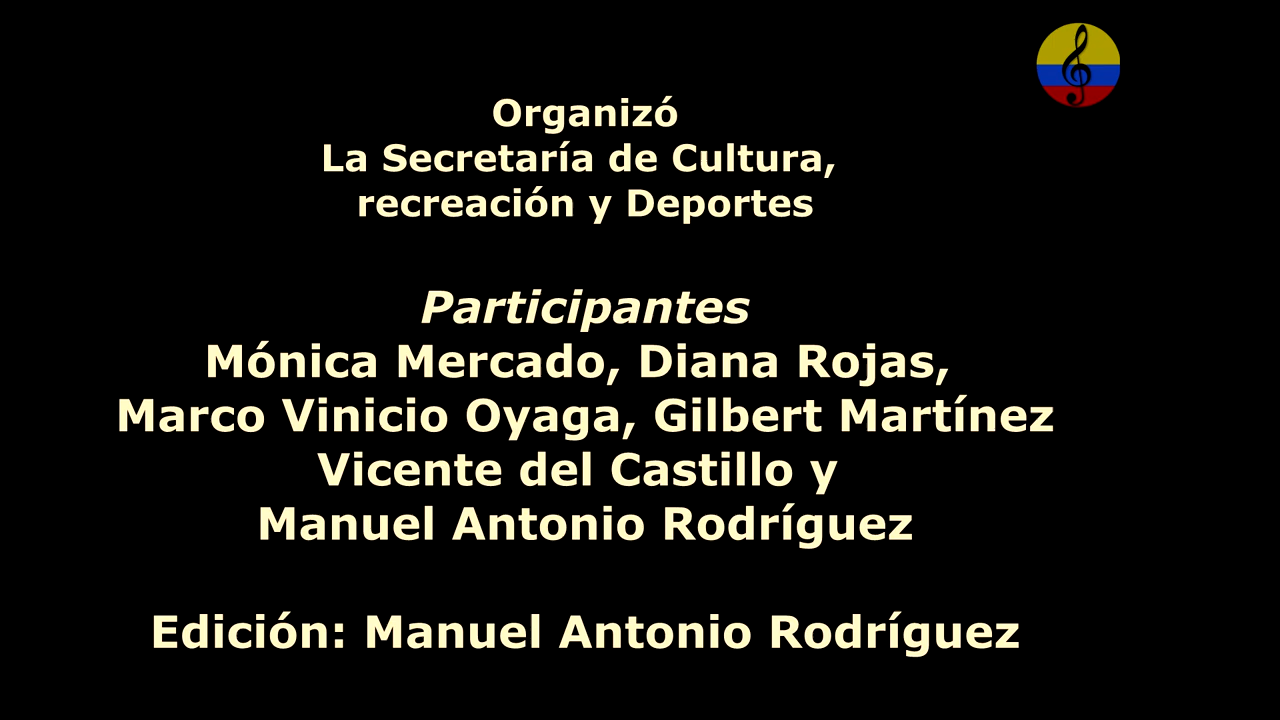 Organizó
La Secretaría de Cultura,
recreación y Deportes
Participantes
Mónica Mercado, Diana Rojas,
Marco Vinicio Oyaga, Gilbert Martínez
Vicente del Castillo y
Manuel Antonio Rodríguez
Edición: Manuel Antonio Rodríguez